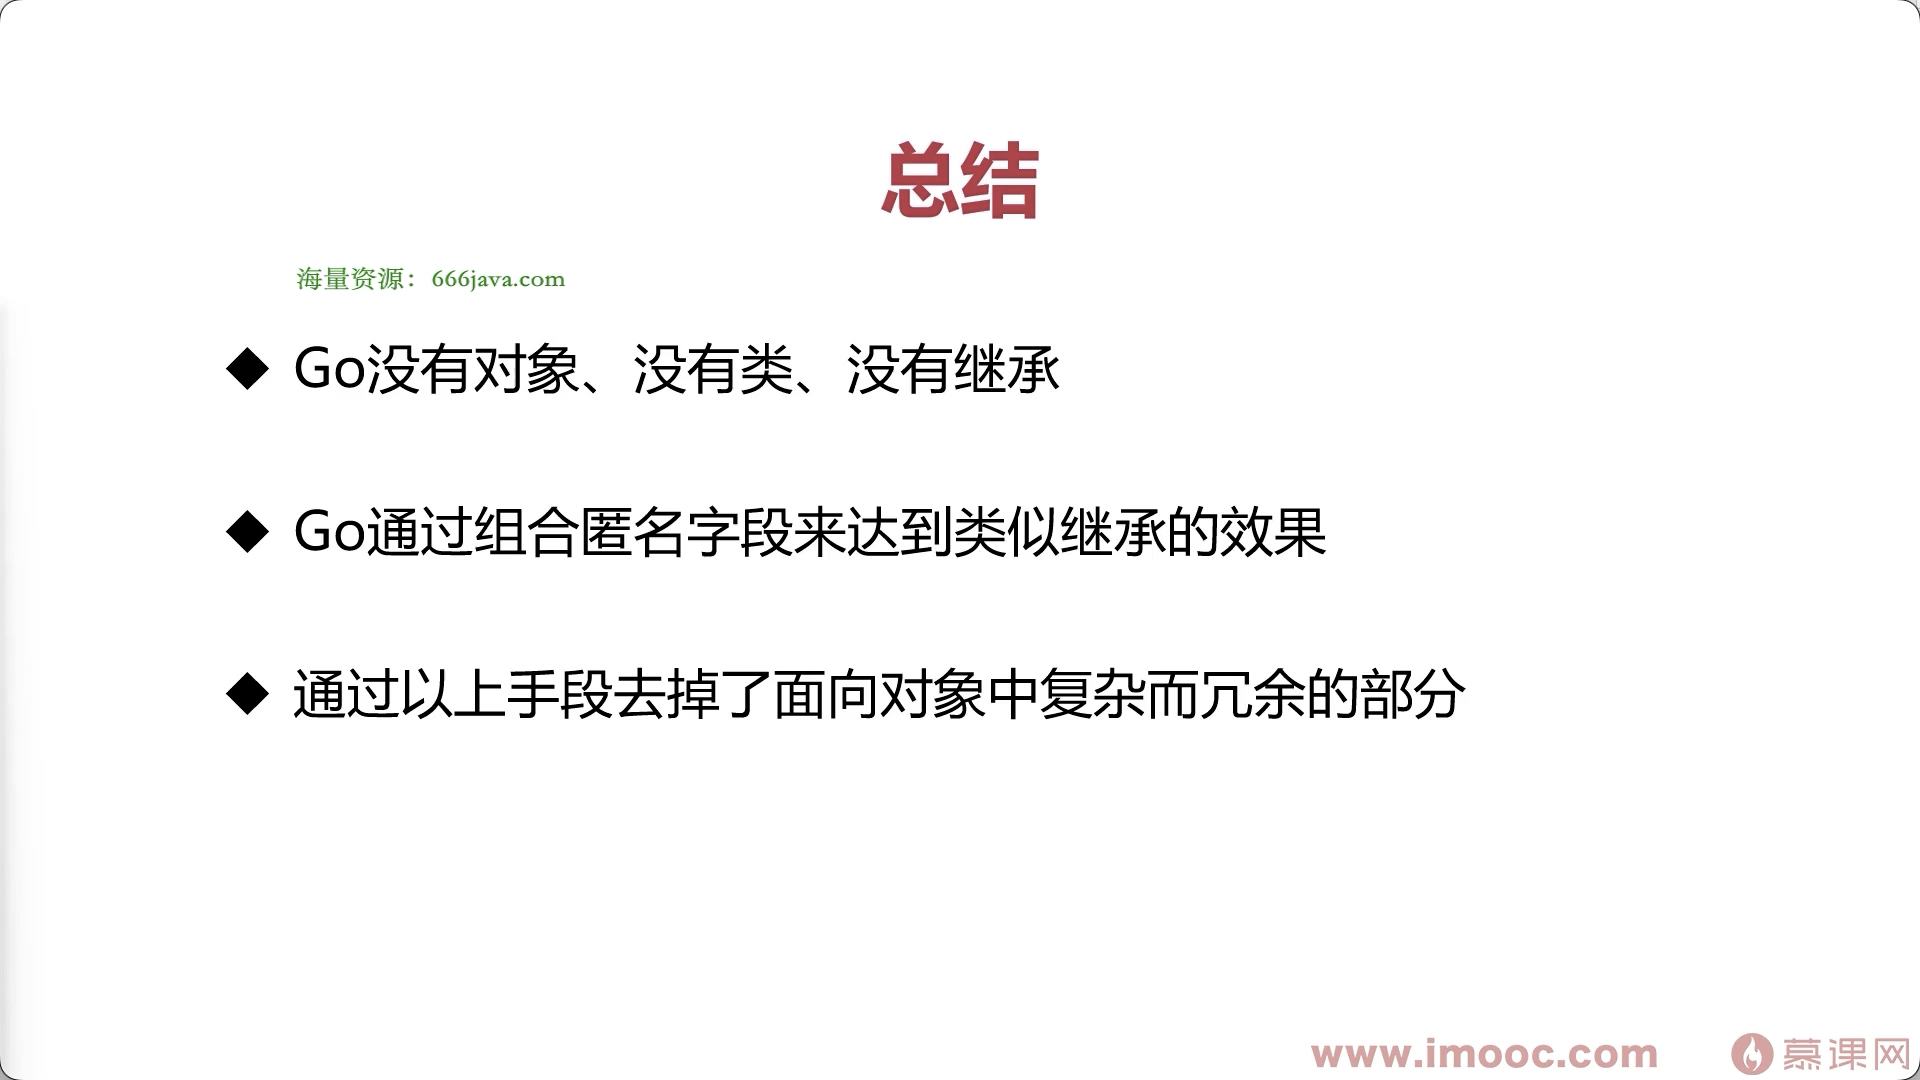 总结
海量资源：666java.com
◆ Go没有对象、没有类、没有继承
◆ Go通过组合匿名字段来达到类似继承的效果
◆ 通过以上手段去掉了面向对象中复杂而冗余的部分
www.imooc.com 慕课网